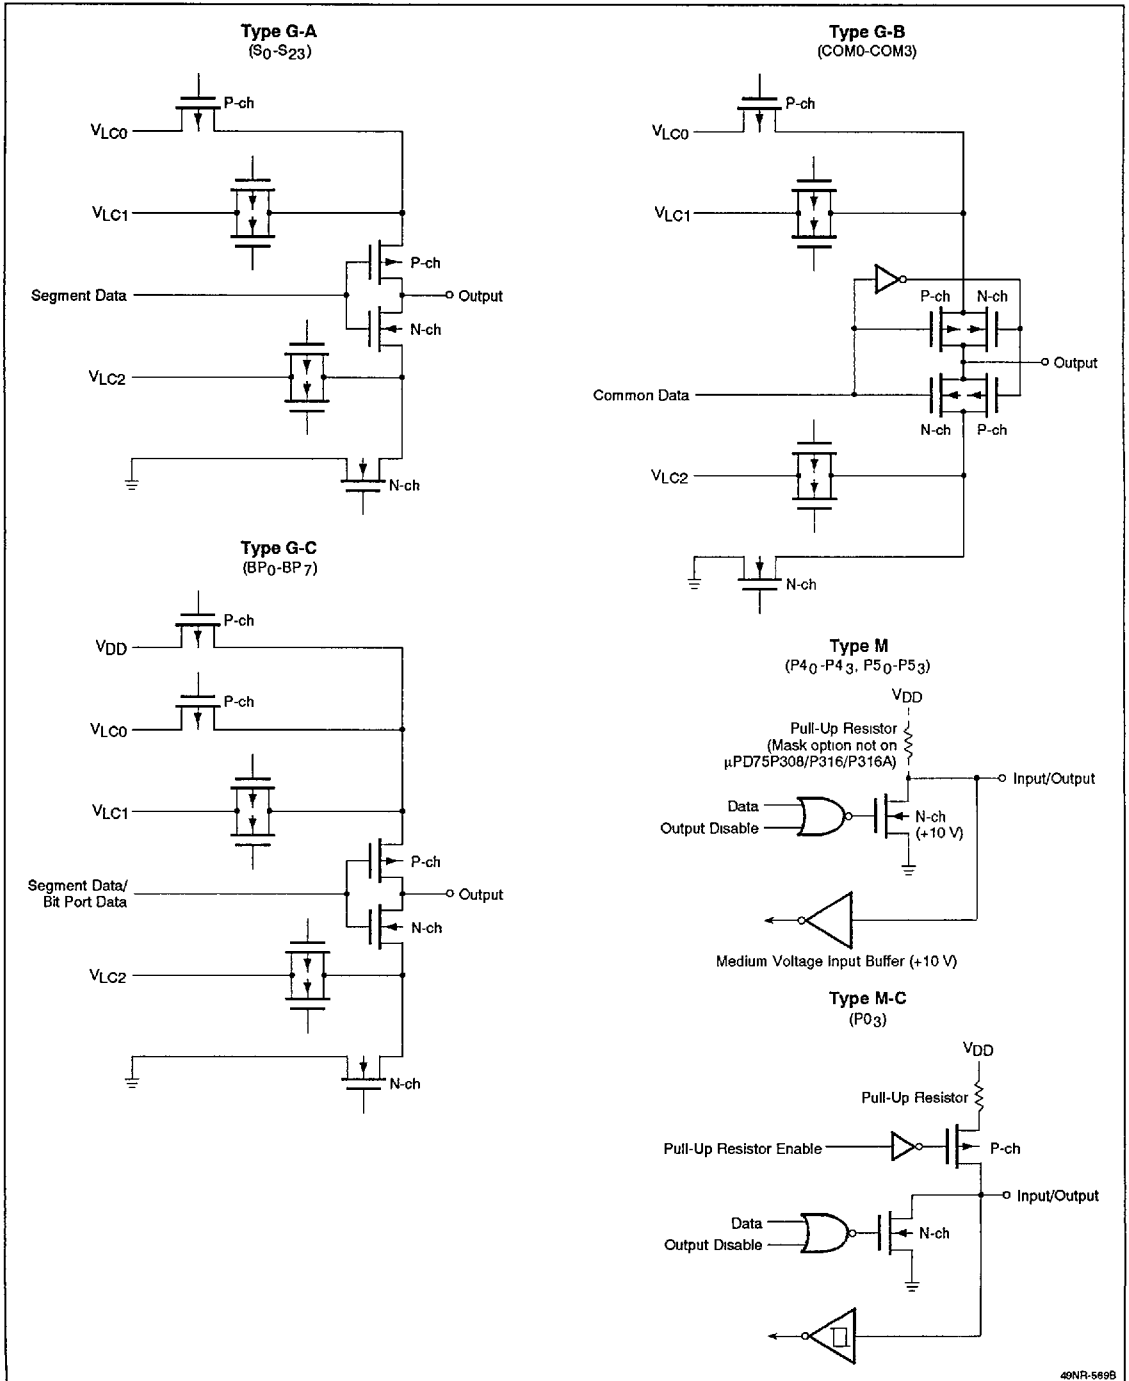 Type G-A
(S0-S23)
P-ch
VLC0
VLC1
P-ch
Segment Data
Output
N-ch
VLC2
N-ch
Type G-B
(COM0-COM3)
P-ch
VLC0
VLC1
P-ch
N-ch
Output
Common Data
N-ch
P-ch
VLC2
N-ch
Type G-C
(BP0-BP7)
P-ch
VDD
P-ch
VLC0
VLC1
P-ch
Segment Data/
Bit Port Data
Output
N-ch
VLC2
N-ch
Type M
(P40-P43, P50-P53)
VDD
Pull-Up Resistor
(Mask option not on
µPD75P308/P316/P316A)
Input/Output
Data
Output Disable
N-ch
(+10 V)
Medium Voltage Input Buffer (+10 V)
Type M-C
(P03)
VDD
Pull-Up Resistor
Pull-Up Resistor Enable
P-ch
Input/Output
Data
Output Disable
N-ch
49NR-569B